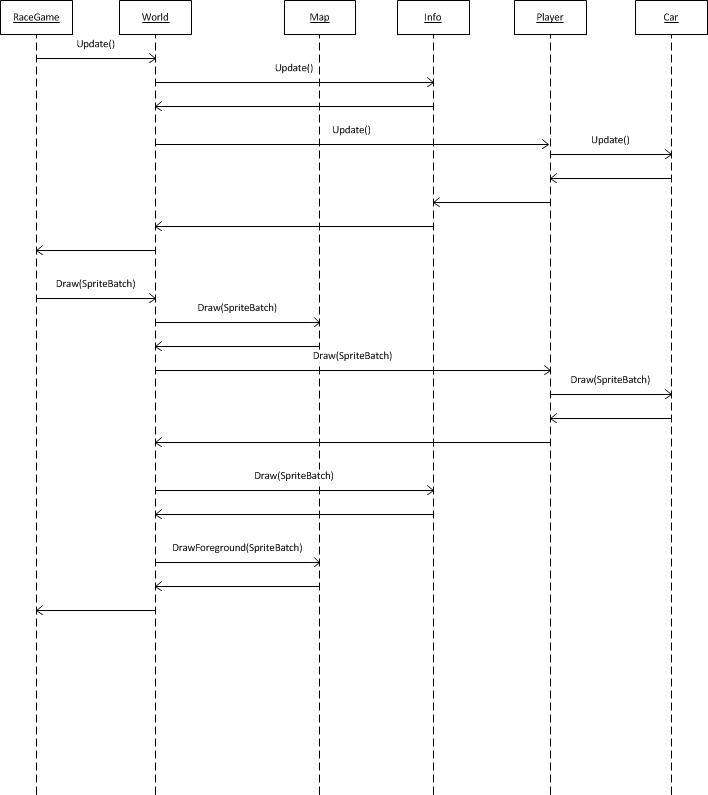 RaceGame World Map Info Player Car
Update()
Update()
Update()
Update()
Draw(SpriteBatch)
Draw(SpriteBatch)
Draw(SpriteBatch)
Draw(SpriteBatch)
Draw(SpriteBatch)
DrawForeground(SpriteBatch)